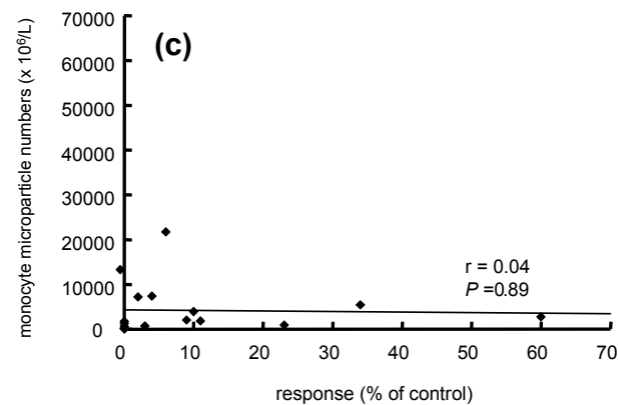 monocyte microparticle numbers (x 10⁶/L)
70000
60000
50000
40000
30000
20000
10000
0
(c)
r = 0.04
P =0.89
0 10 20 30 40 50 60 70
response (% of control)